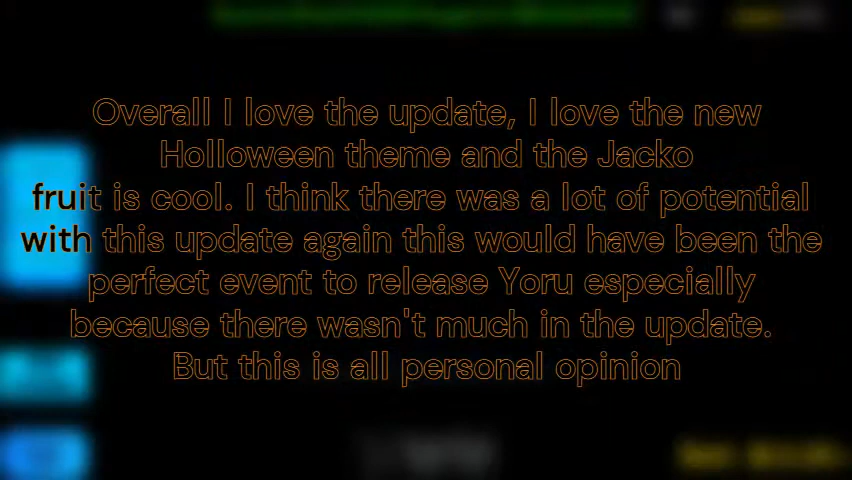 Overall I love the update, I love the new
Holloween theme and the Jacko
fruit is cool. I think there was a lot of potential
with this update again this would have been the
perfect event to release Yoru especially
because there wasn't much in the update.
But this is all personal opinion